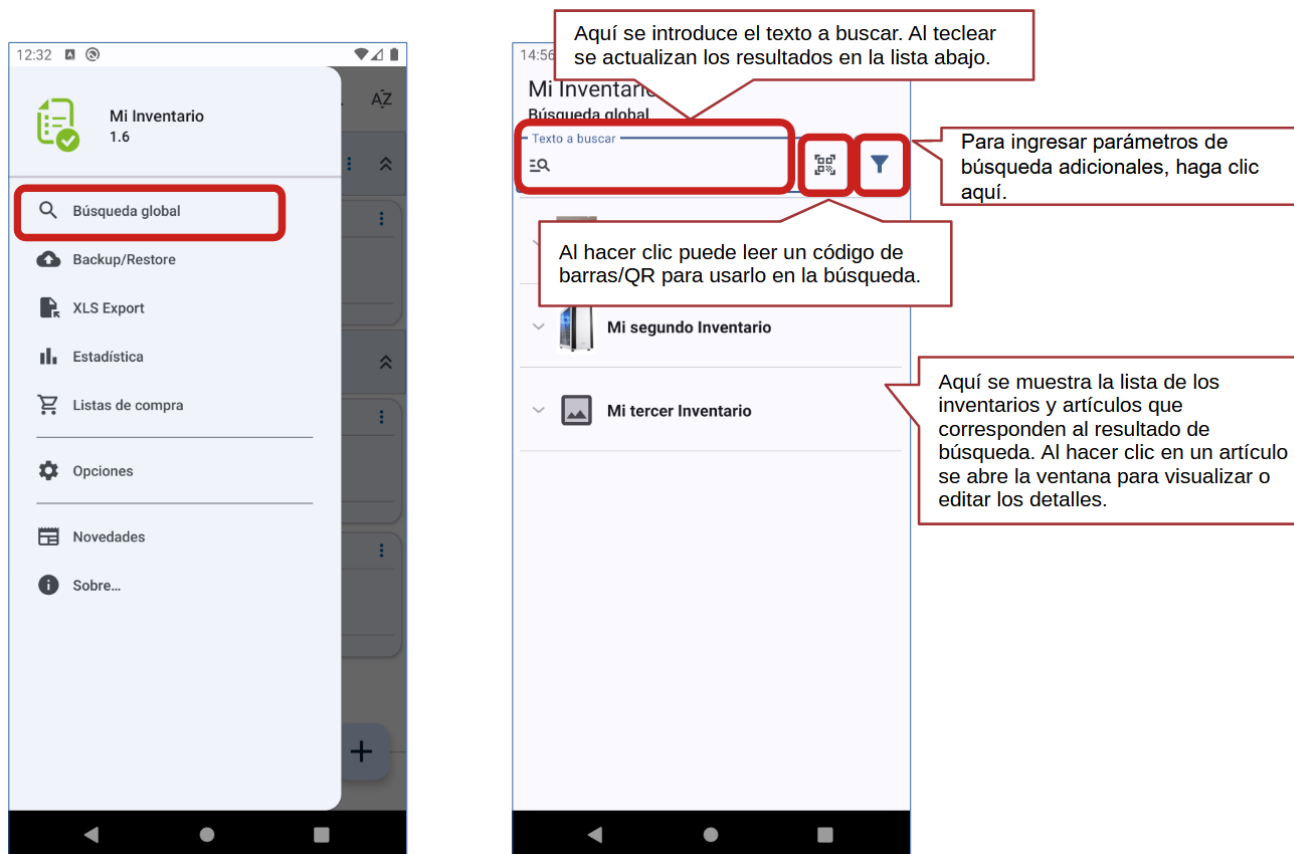 12:32
Mi Inventario
1.6
AZ
Búsqueda global
Backup/Restore
XLS Export
Estadística
Listas de compra
Opciones
Novedades
Sobre...
Aquí se introduce el texto a buscar. Al teclear
se actualizan los resultados en la lista abajo.
14:56
Mi Inventario
Búsqueda global
Texto a buscar
Para ingresar parámetros de
búsqueda adicionales, haga clic
aquí.
Al hacer clic puede leer un código de
barras/QR para usarlo en la búsqueda.
Mi segundo Inventario
Mi tercer Inventario
Aquí se muestra la lista de los
inventarios y artículos que
corresponden al resultado de
búsqueda. Al hacer clic en un artículo
se abre la ventana para visualizar o
editar los detalles.